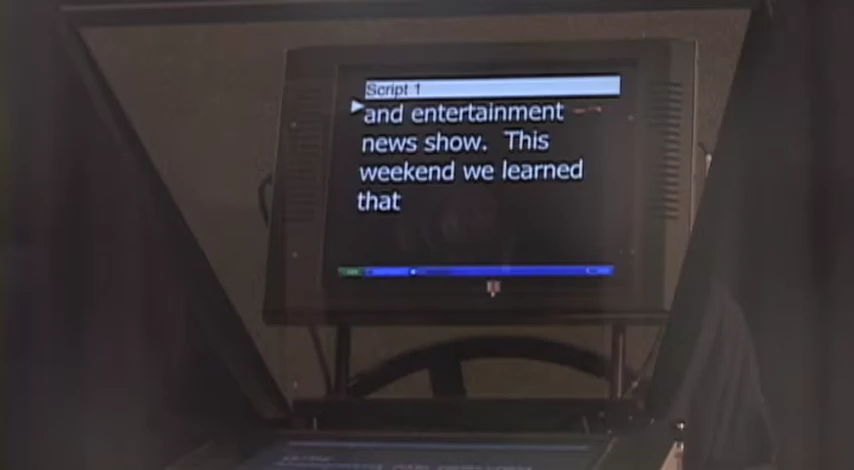 Script 1
and entertainment
news show. This
weekend we learned
that